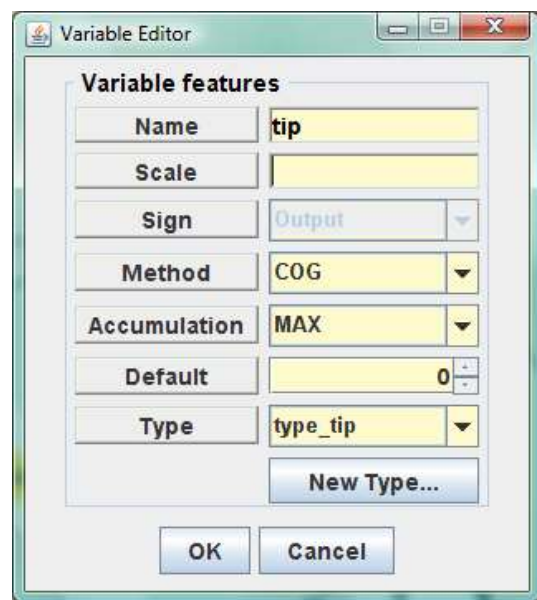 Variable Editor
Variable features
Name tip
Scale
Sign Output
Method COG
Accumulation MAX
Default 0
Type type_tip
New Type...
OK Cancel